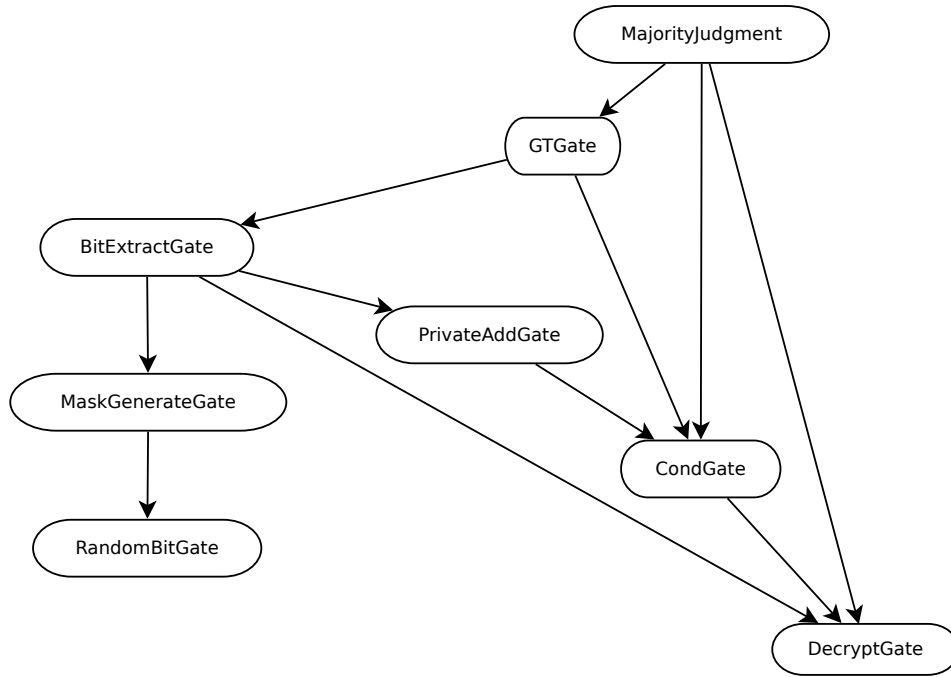 MajorityJudgment
GTGate
BitExtractGate
PrivateAddGate
MaskGenerateGate
CondGate
RandomBitGate
DecryptGate